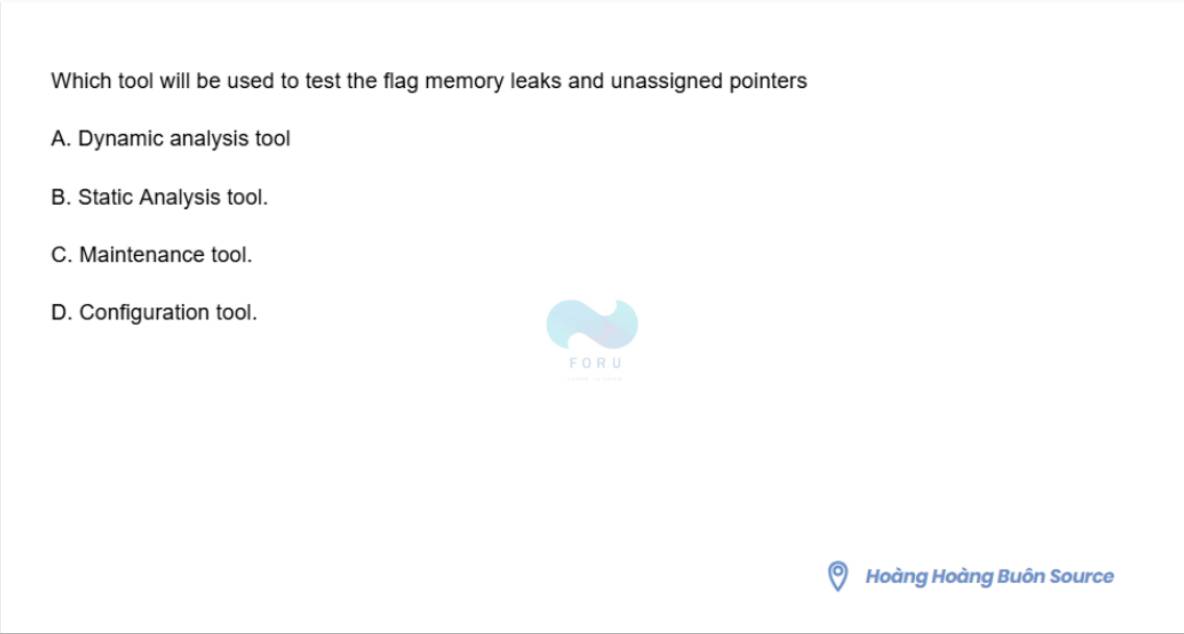 Which tool will be used to test the flag memory leaks and unassigned pointers
A. Dynamic analysis tool
B. Static Analysis tool.
C. Maintenance tool.
D. Configuration tool.
FORU
Hoàng Hoàng Buôn Source